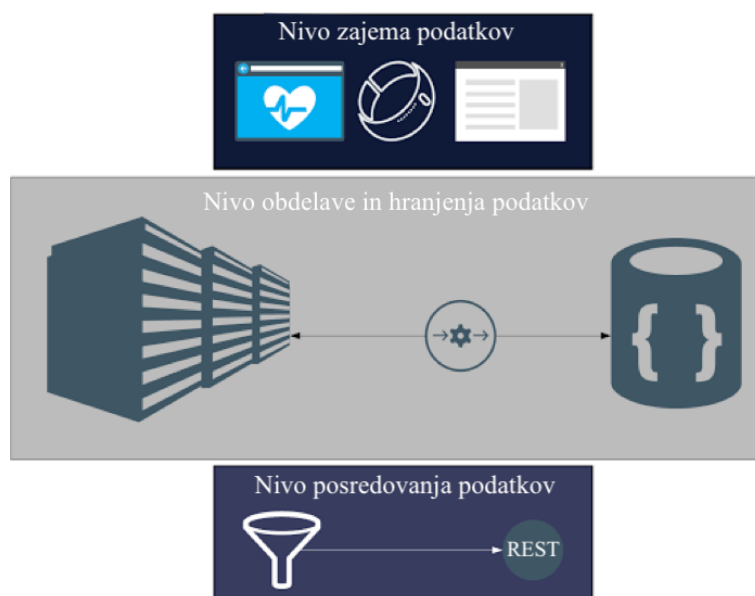 Nivo zajema podatkov
Nivo obdelave in hranjenja podatkov
{ }
Nivo posredovanja podatkov
REST